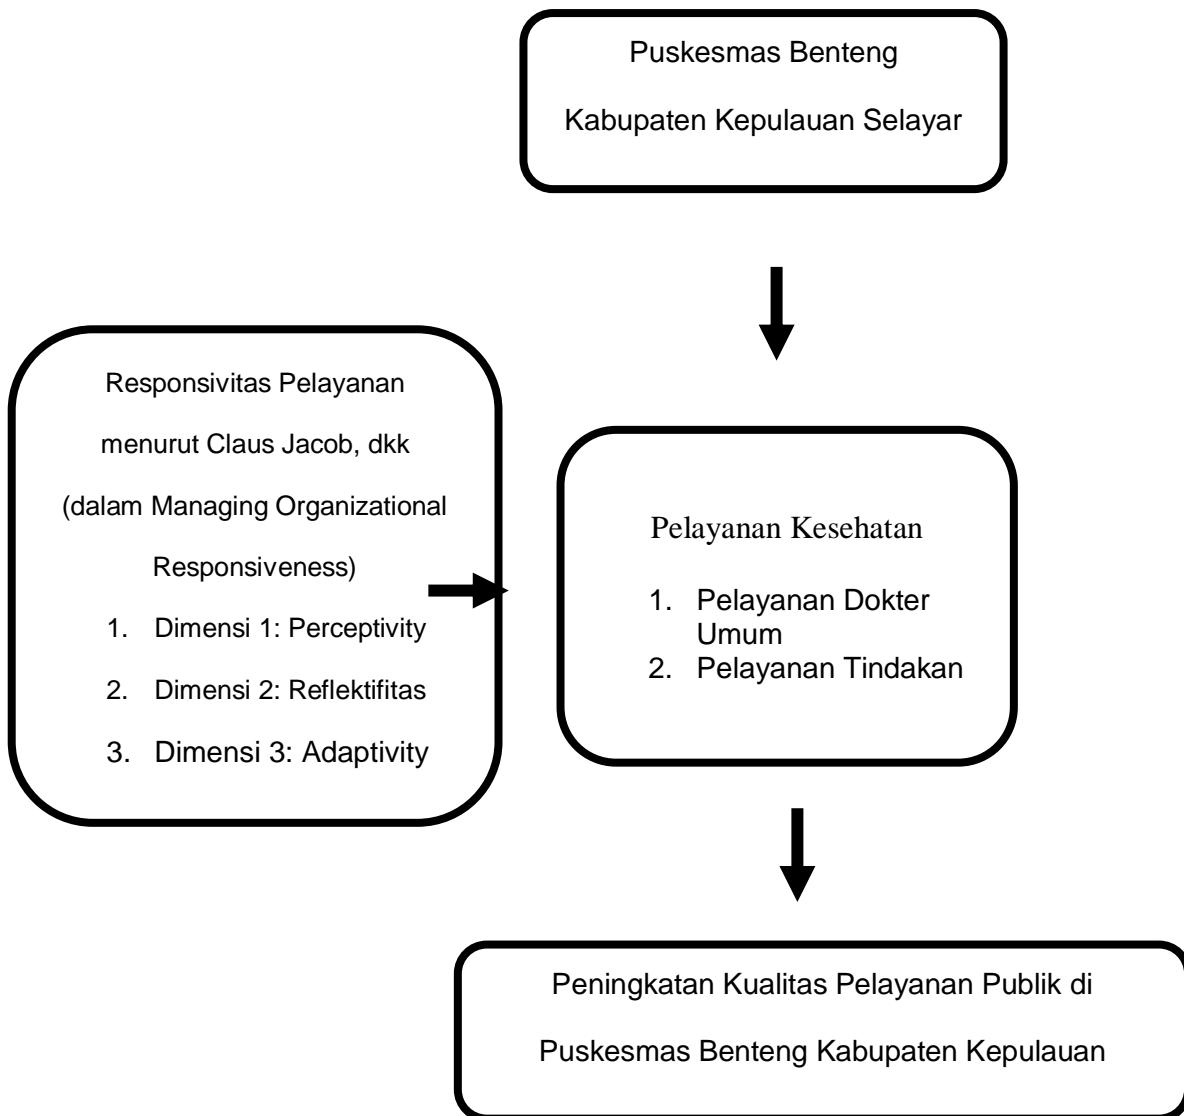 Puskesmas Benteng
Kabupaten Kepulauan Selayar
Responsivitas Pelayanan
menurut Claus Jacob, dkk
(dalam Managing Organizational
Responsiveness)
1. Dimensi 1: Perceptivity
2. Dimensi 2: Reflektifitas
3. Dimensi 3: Adaptivity
Pelayanan Kesehatan
1. Pelayanan Dokter
Umum
2. Pelayanan Tindakan
Peningkatan Kualitas Pelayanan Publik di
Puskesmas Benteng Kabupaten Kepulauan